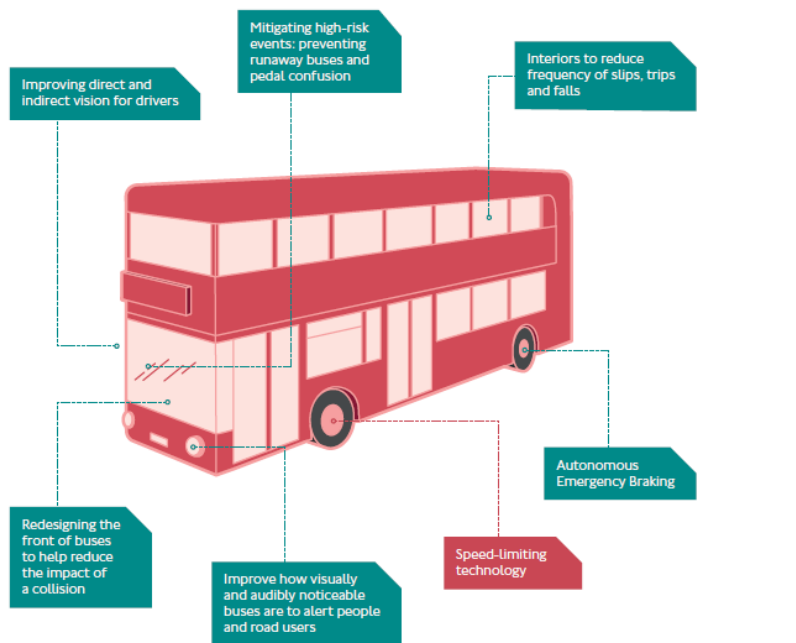 Mitigating high-risk
events: preventing
runaway buses and
pedal confusion
Interiors to reduce
frequency of slips, trips
and falls
Improving direct and
indirect vision for drivers
Autonomous
Emergency Braking
Redesigning the
front of buses
to help reduce
the impact of
a collision
Speed-limiting
technology
Improve how visually
and audibly noticeable
buses are to alert people
and road users